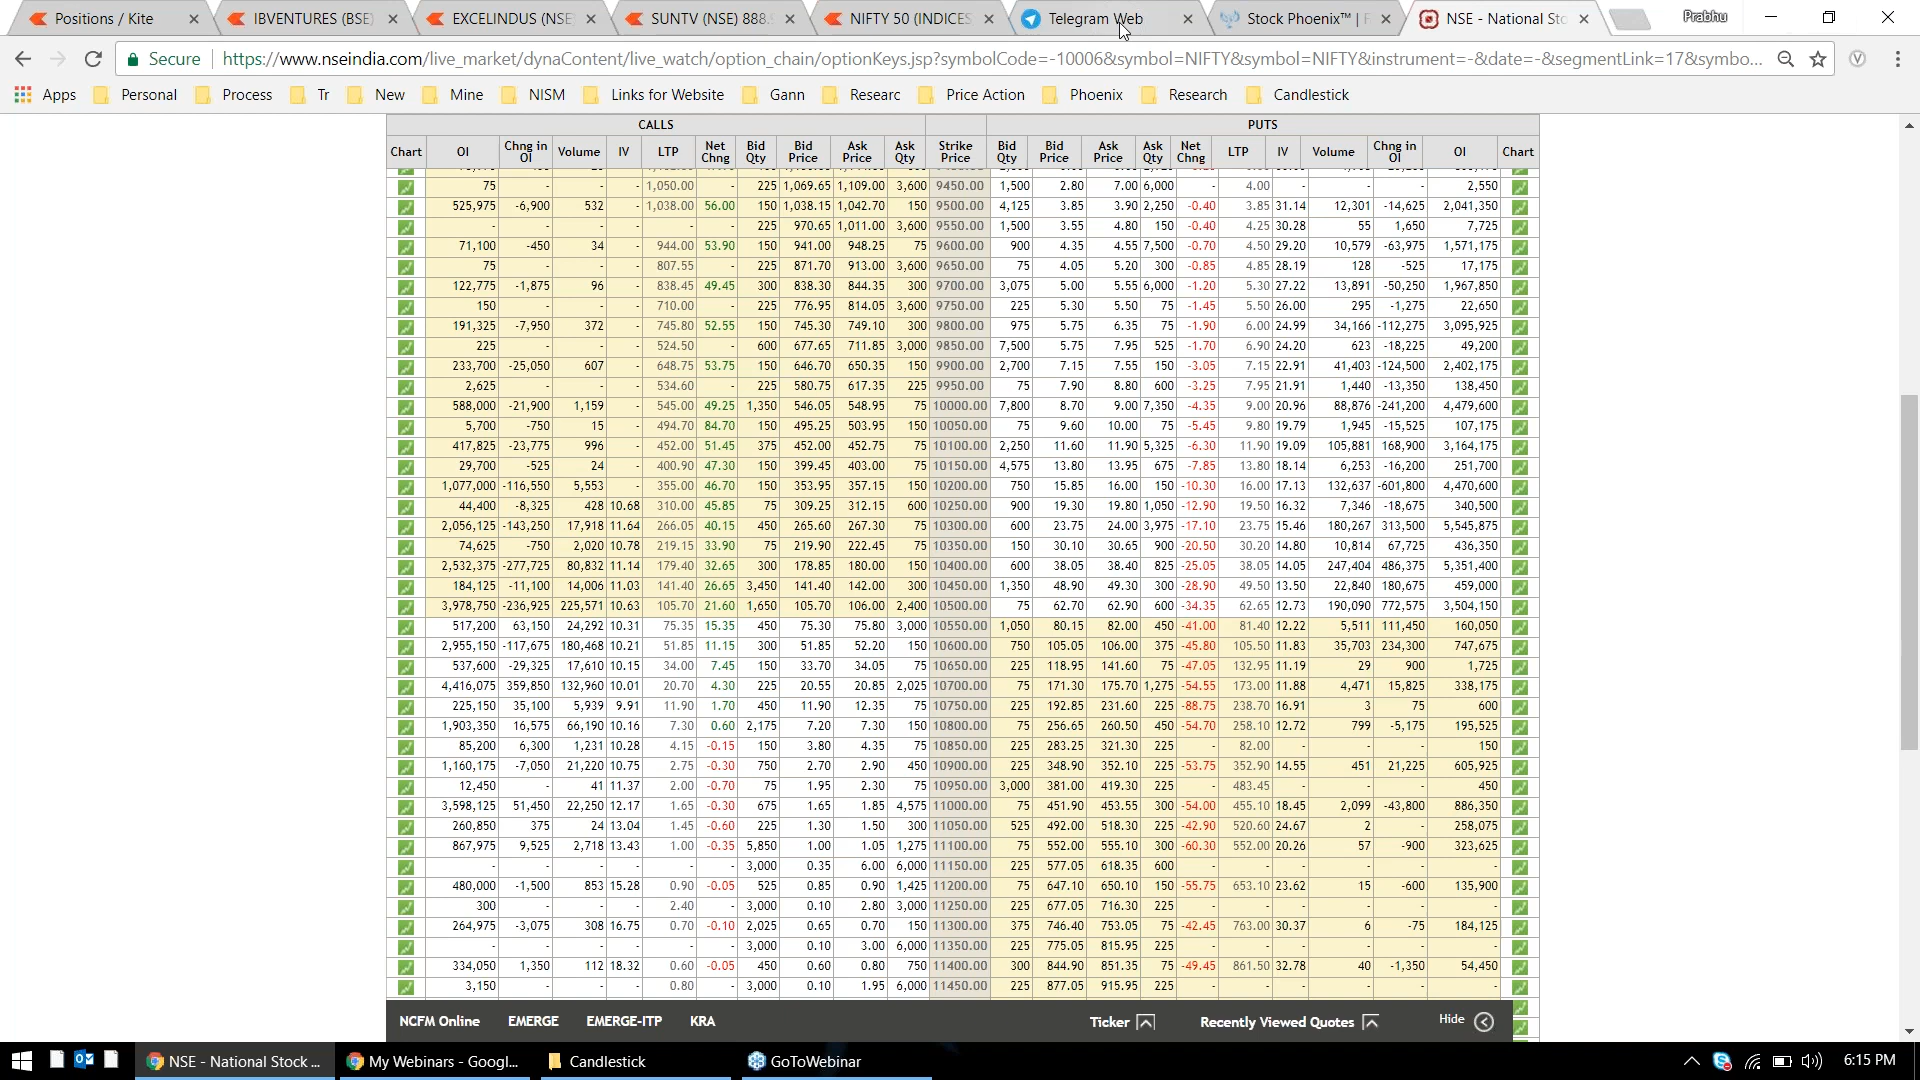 Positions / Kite
IBVENTURES (BSE)
EXCELINDUS (NSE
SUNTV (NSE) 888.
NIFTY 50 (INDICES
Telegram Web
Stock Phoenix™ | F
NSE - National Sto
Prabhu
Secure https://www.nseindia.com/live_market/dynaContent/live_watch/option_chain/optionKeys.jsp?symbolCode=-10006&symbol=NIFTY&symbol=NIFTY&instrument=-&date=-&segmentLink=17&symbo...
Apps Personal Process Tr New Mine NISM Links for Website Gann Researc Price Action Phoenix Research Candlestick
CALLS PUTS
Chart OI Chng in OI Volume IV LTP Net Chng Bid Qty Bid Price Ask Price Ask Qty Strike Price Bid Qty Bid Price Ask Price Ask Qty Net Chng LTP IV Volume Chng in OI OI Chart
75 - - - 1,050.00 - 225 1,069.65 1,109.00 3,600 9450.00 1,500 2.80 7.00 6,000 - 4.00 - - - 2,550
525,975 -6,900 532 - 1,038.00 56.00 150 1,038.15 1,042.70 150 9500.00 4,125 3.85 3.90 2,250 -0.40 3.85 31.14 12,301 -14,625 2,041,350
- - - - - - 225 970.65 1,011.00 3,600 9550.00 1,500 3.55 4.80 150 -0.40 4.25 30.28 55 1,650 7,725
71,100 -450 34 - 944.00 53.90 150 941.00 948.25 75 9600.00 900 4.35 4.55 7,500 -0.70 4.50 29.20 10,579 -63,975 1,571,175
75 - - - 807.55 - 225 871.70 913.00 3,600 9650.00 75 4.05 5.20 300 -0.85 4.85 28.19 128 -525 17,175
122,775 -1,875 96 - 838.45 49.45 300 838.30 844.35 300 9700.00 3,075 5.00 5.55 6,000 -1.20 5.30 27.22 13,891 -50,250 1,967,850
150 - - - 710.00 - 225 776.95 814.05 3,600 9750.00 225 5.30 5.50 75 -1.45 5.50 26.00 295 -1,275 22,650
191,325 -7,950 372 - 745.80 52.55 150 745.30 749.10 300 9800.00 975 5.75 6.35 75 -1.90 6.00 24.99 34,166 -112,275 3,095,925
225 - - - 524.50 - 600 677.65 711.85 3,000 9850.00 7,500 5.75 7.95 525 -1.70 6.90 24.20 623 -18,225 49,200
233,700 -25,050 607 - 648.75 53.75 150 646.70 650.35 150 9900.00 2,700 7.15 7.55 150 -3.05 7.15 22.91 41,403 -124,500 2,402,175
2,625 - - - 534.60 - 225 580.75 617.35 225 9950.00 75 7.90 8.80 600 -3.25 7.95 21.91 1,440 -13,350 138,450
588,000 -21,900 1,159 - 545.00 49.25 1,350 546.05 548.95 75 10000.00 7,800 8.70 9.00 7,350 -4.35 9.00 20.96 88,876 -241,200 4,479,600
5,700 -750 15 - 494.70 84.70 150 495.25 503.95 150 10050.00 75 9.60 10.00 75 -5.45 9.80 19.79 1,945 -15,525 107,175
417,825 -23,775 996 - 452.00 51.45 375 452.00 452.75 75 10100.00 2,250 11.60 11.90 5,325 -6.30 11.90 19.09 105,881 168,900 3,164,175
29,700 -525 24 - 400.90 47.30 150 399.45 403.00 75 10150.00 4,575 13.80 13.95 675 -7.85 13.80 18.14 6,253 -16,200 251,700
1,077,000 -116,550 5,553 - 355.00 46.70 150 353.95 357.15 150 10200.00 750 15.85 16.00 150 -10.30 16.00 17.13 132,637 -601,800 4,470,600
44,400 -8,325 428 10.68 310.00 45.85 75 309.25 312.15 600 10250.00 900 19.30 19.80 1,050 -12.90 19.50 16.32 7,346 -18,675 340,500
2,056,125 -143,250 17,918 11.64 266.05 40.15 450 265.60 267.30 75 10300.00 600 23.75 24.00 3,975 -17.10 23.75 15.46 180,267 313,500 5,545,875
74,625 -750 2,020 10.78 219.15 33.90 75 219.90 222.45 75 10350.00 150 30.10 30.65 900 -20.50 30.20 14.80 10,814 67,725 436,350
2,532,375 -277,725 80,832 11.14 179.40 32.65 300 178.85 180.00 150 10400.00 600 38.05 38.40 825 -25.05 38.05 14.05 247,404 486,375 5,351,400
184,125 -11,100 14,006 11.03 141.40 26.65 3,450 141.40 142.00 300 10450.00 1,350 48.90 49.30 300 -28.90 49.50 13.50 22,840 180,675 459,000
3,978,750 -236,925 225,571 10.63 105.70 21.60 1,650 105.70 106.00 2,400 10500.00 75 62.70 62.90 600 -34.35 62.65 12.73 190,090 772,575 3,504,150
517,200 63,150 24,292 10.31 75.35 15.35 450 75.30 75.80 3,000 10550.00 1,050 80.15 82.00 450 -41.00 81.40 12.22 5,511 111,450 160,050
2,955,150 -117,675 180,468 10.21 51.85 11.15 300 51.85 52.20 150 10600.00 750 105.05 106.00 375 -45.80 105.50 11.83 35,703 234,300 747,675
537,600 -29,325 17,610 10.15 34.00 7.45 150 33.70 34.05 75 10650.00 225 118.95 141.60 75 -47.05 132.95 11.19 29 900 1,725
4,416,075 359,850 132,960 10.01 20.70 4.30 225 20.55 20.85 2,025 10700.00 75 171.30 175.70 1,275 -54.55 173.00 11.88 4,471 15,825 338,175
225,150 35,100 5,939 9.91 11.90 1.70 450 11.90 12.35 75 10750.00 225 192.85 231.60 225 -88.75 238.70 16.91 3 75 600
1,903,350 16,575 66,190 10.16 7.30 0.60 2,175 7.20 7.30 150 10800.00 75 256.65 260.50 450 -54.70 258.10 12.72 799 -5,175 195,525
85,200 6,300 1,231 10.28 4.15 -0.15 150 3.80 4.35 75 10850.00 225 283.25 321.30 225 - 82.00 - - - 150
1,160,175 -7,050 21,220 10.75 2.75 -0.30 750 2.70 2.90 450 10900.00 225 348.90 352.10 225 -53.75 352.90 14.55 451 21,225 605,925
12,450 - 41 11.37 2.00 -0.70 75 1.95 2.30 75 10950.00 3,000 381.00 419.30 225 - 483.45 - - - 450
3,598,125 51,450 22,250 12.17 1.65 -0.30 675 1.65 1.85 4,575 11000.00 75 451.90 453.55 300 -54.00 455.10 18.45 2,099 -43,800 886,350
260,850 375 24 13.04 1.45 -0.60 225 1.30 1.50 300 11050.00 525 492.00 518.30 225 -42.90 520.60 24.67 2 - 258,075
867,975 9,525 2,718 13.43 1.00 -0.35 5,850 1.00 1.05 1,275 11100.00 75 552.00 555.10 300 -60.30 552.00 20.26 57 -900 323,625
- - - - - - 3,000 0.35 6.00 6,000 11150.00 225 577.05 618.35 600 - - - - - -
480,000 -1,500 853 15.28 0.90 -0.05 525 0.85 0.90 1,425 11200.00 75 647.10 650.10 150 -55.75 653.10 23.62 15 -600 135,900
300 - - - 2.40 - 3,000 0.10 2.80 3,000 11250.00 225 677.05 716.30 225 - - - - - -
264,975 -3,075 308 16.75 0.70 -0.10 2,025 0.65 0.70 150 11300.00 375 746.40 753.05 75 -42.45 763.00 30.37 6 -75 184,125
- - - - - - 3,000 0.10 3.00 6,000 11350.00 225 775.05 815.95 225 - - - - - -
334,050 1,350 112 18.32 0.60 -0.05 450 0.60 0.80 750 11400.00 300 844.90 851.35 75 -49.45 861.50 32.78 40 -1,350 54,450
3,150 - - - 0.80 - 3,000 0.10 1.95 6,000 11450.00 225 877.05 915.95 225 - - - - - -
NCFM Online EMERGE EMERGE-ITP KRA Ticker Recently Viewed Quotes Hide
NSE - National Stock ... My Webinars - Googl... Candlestick GoToWebinar 6:15 PM